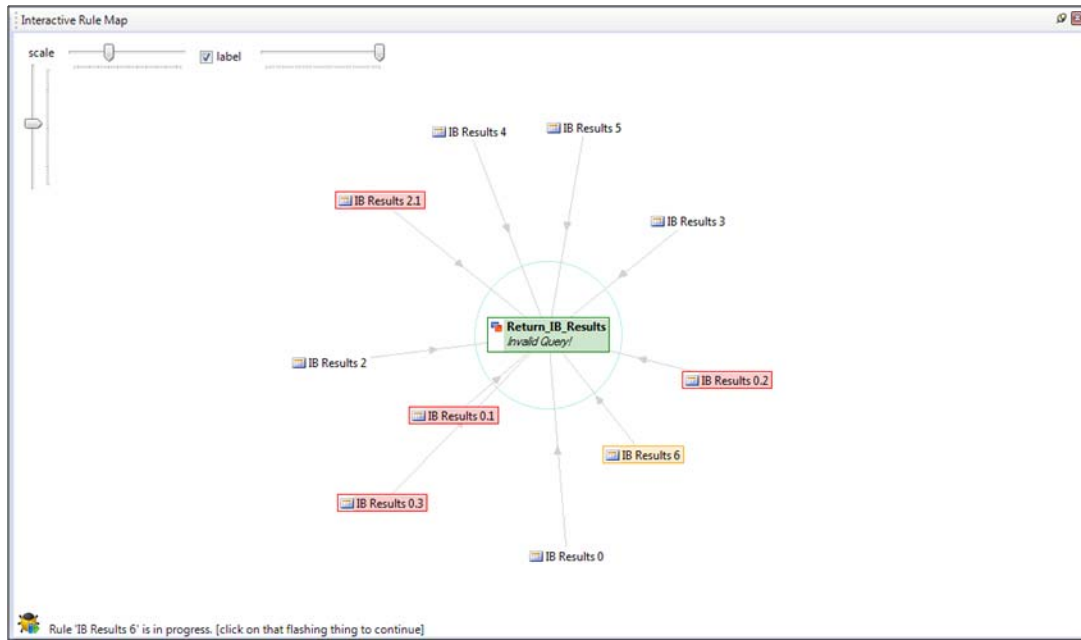 Interactive Rule Map
scale
label
IB Results 4
IB Results 5
IB Results 2.1
IB Results 3
Return_IB_Results
Invalid Query!
IB Results 2
IB Results 0.2
IB Results 0.1
IB Results 6
IB Results 0.3
IB Results 0
Rule 'IB Results 6' is in progress. [click on that flashing thing to continue]